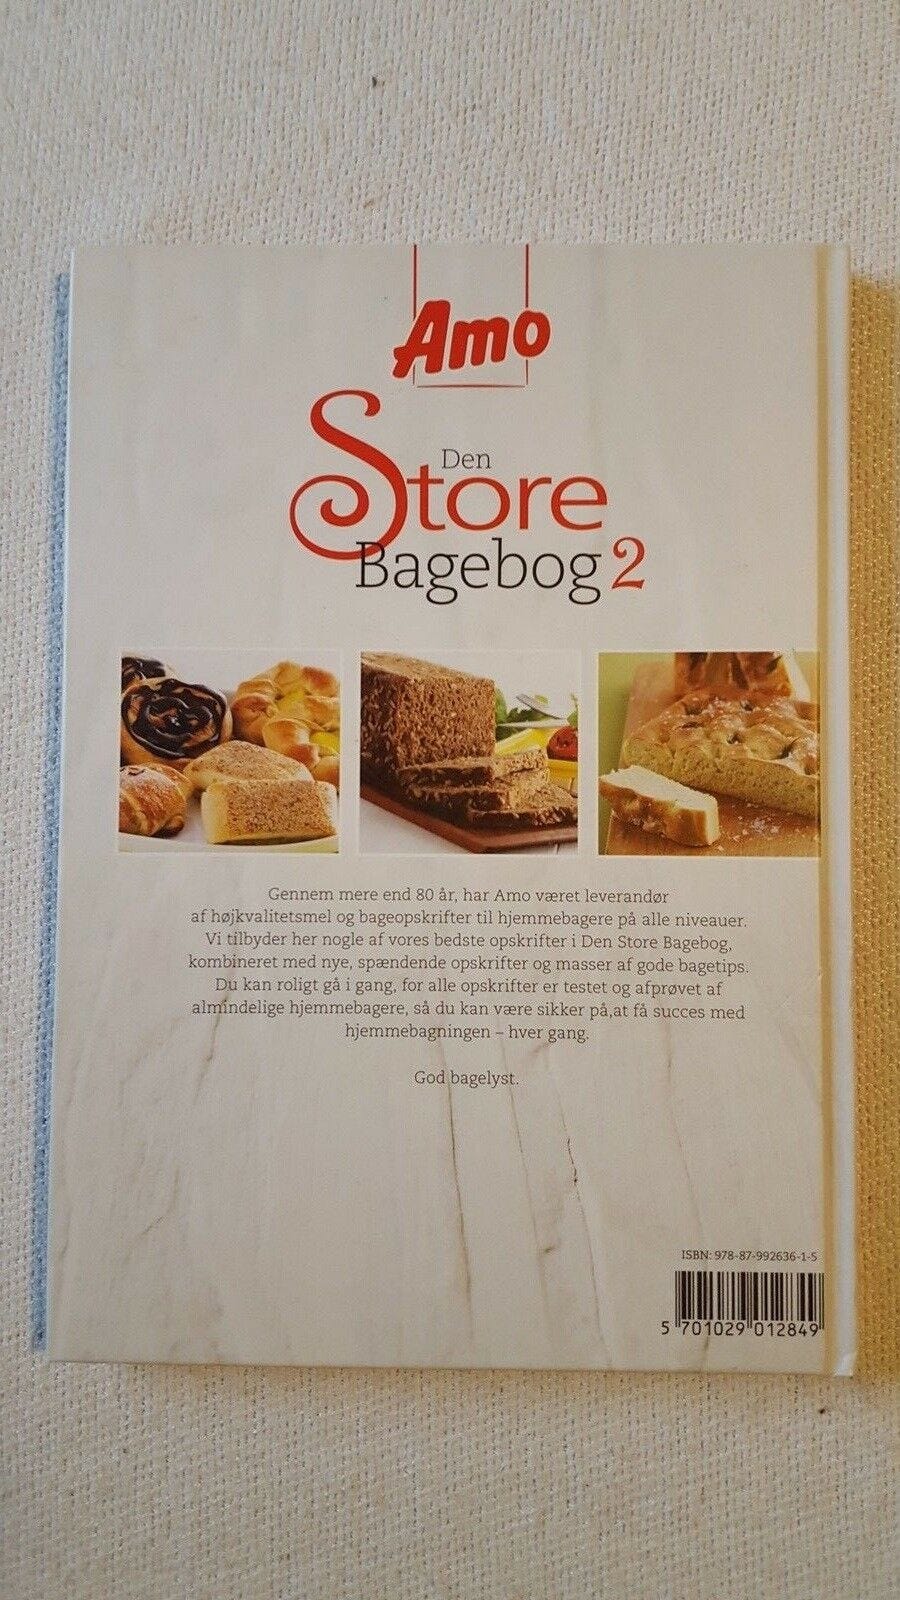 Amo
Den
Store
Bagebog 2
Gennem mere end 80 år, har Amo været leverandør
af højkvalitetsmel og bageopskrifter til hjemmebagere på alle niveauer.
Vi tilbyder her nogle af vores bedste opskrifter i Den Store Bagebog,
kombineret med nye, spændende opskrifter og masser af gode bagetips.
Du kan roligt gå i gang, for alle opskrifter er testet og afprøvet af
almindelige hjemmebagere, så du kan være sikker på,at få succes med
hjemmebagningen – hver gang.
God bagelyst.
ISBN: 978-87-992636-1-5
5 701029 012849